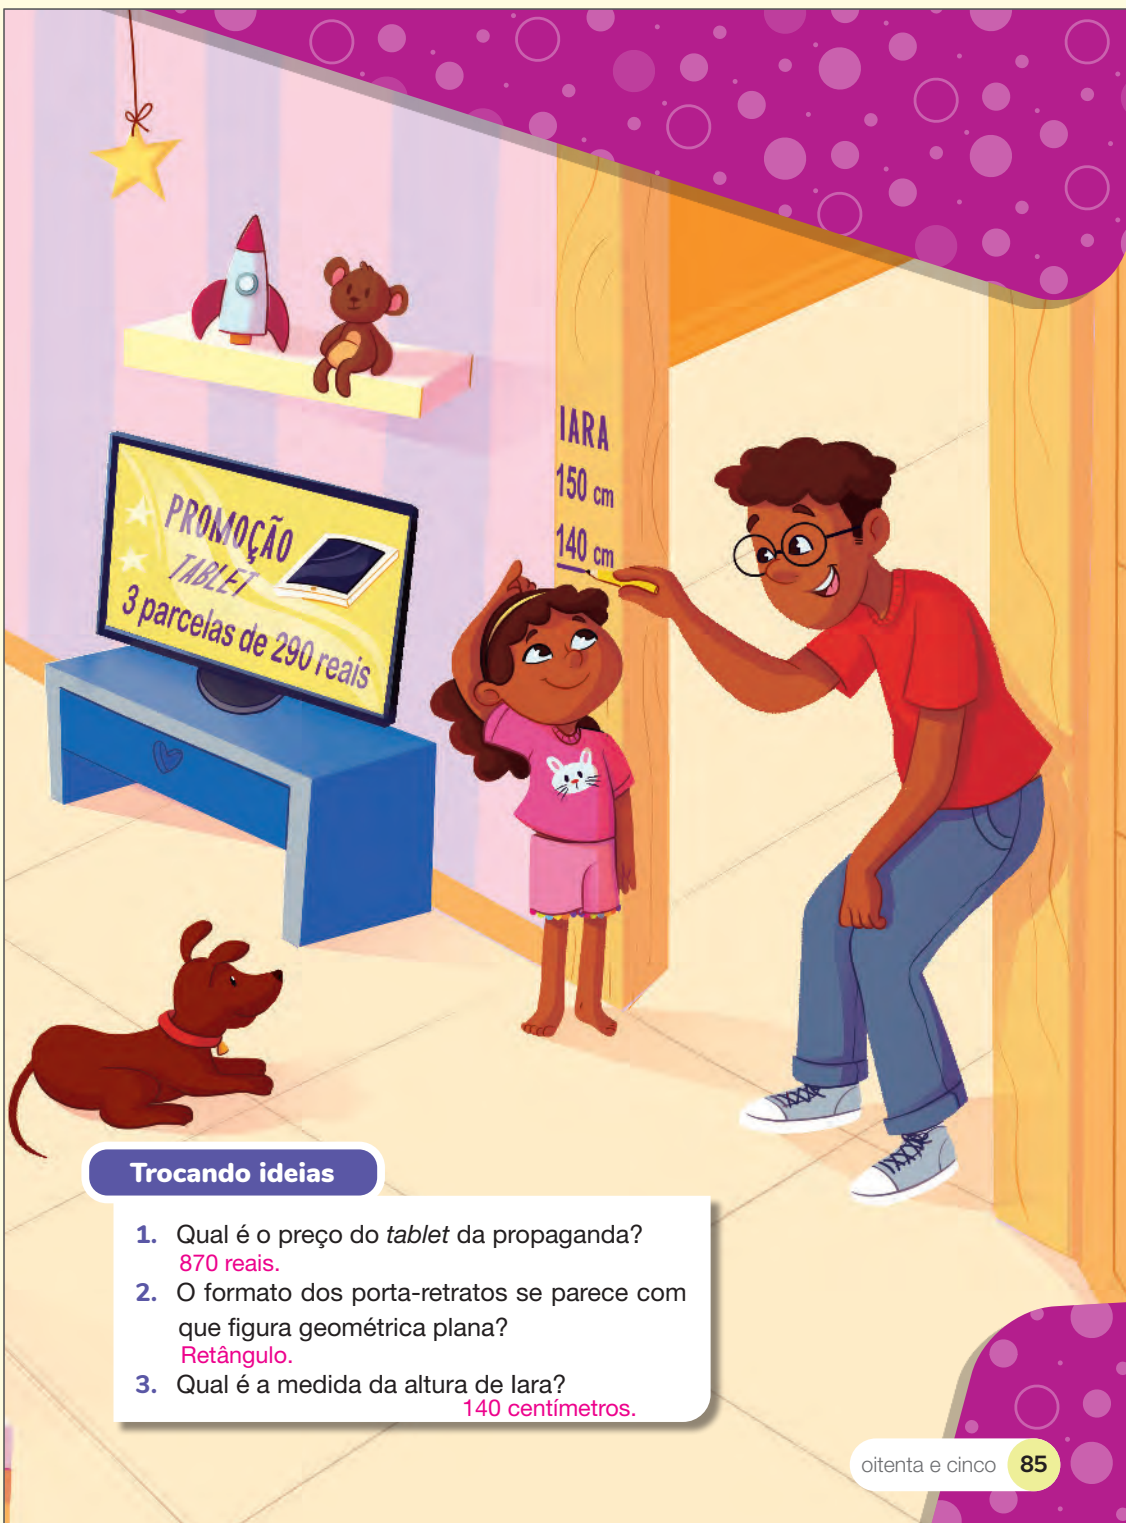 IARA
150 cm
140 cm
PROMOÇÃO
TABLET
3 parcelas de 290 reais
Trocando ideias
1. Qual é o preço do tablet da propaganda?
870 reais.
2. O formato dos porta-retratos se parece com
que figura geométrica plana?
Retângulo.
3. Qual é a medida da altura de Iara?
140 centímetros.
oitenta e cinco 85